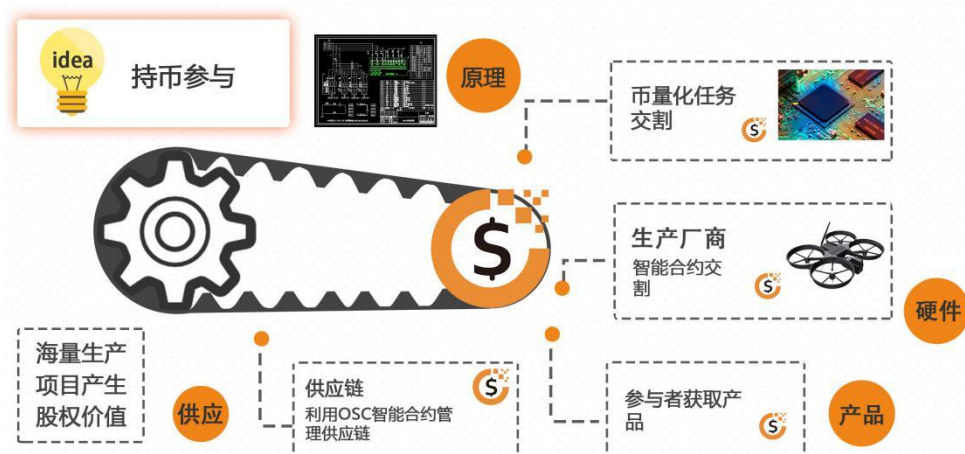 idea
持币参与
原理
币量化任务
交割
$
$
生产厂商
智能合约交
割
$
硬件
海量生产
项目产生
股权价值
供应
供应链
利用OSC智能合约管
理供应链
$
参与者获取产
品
$
产品